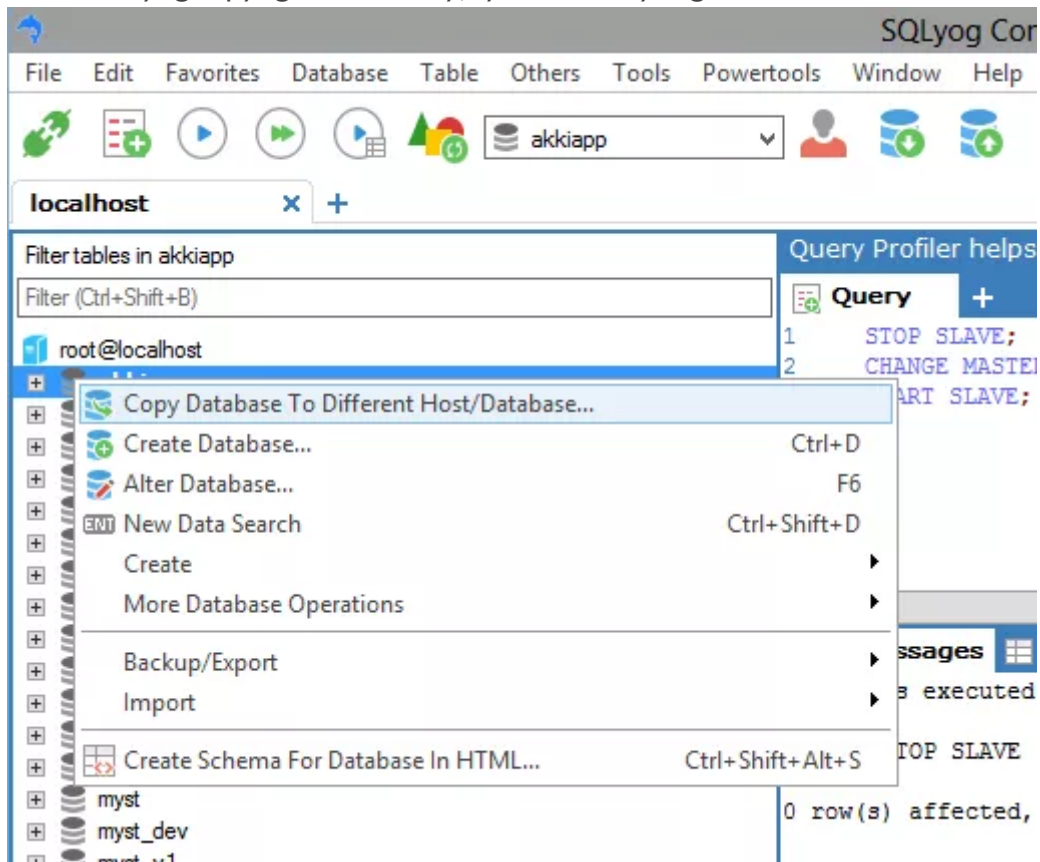 SQLyog Con
File Edit Favorites Database Table Others Tools Powertools Window Help
akkiapp
localhost
Filter tables in akkiapp
Query Profiler helps
Filter (Ctrl+Shift+B)
Query
root@localhost
1 STOP SLAVE;
2 CHANGE MASTE
ART SLAVE;
Copy Database To Different Host/Database...
Create Database... Ctrl+D
Alter Database... F6
ENT New Data Search Ctrl+Shift+D
Create
More Database Operations
Backup/Export
Import
Create Schema For Database In HTML... Ctrl+Shift+Alt+S
ssages
s executed
TOP SLAVE
0 row(s) affected,
myst
myst_dev